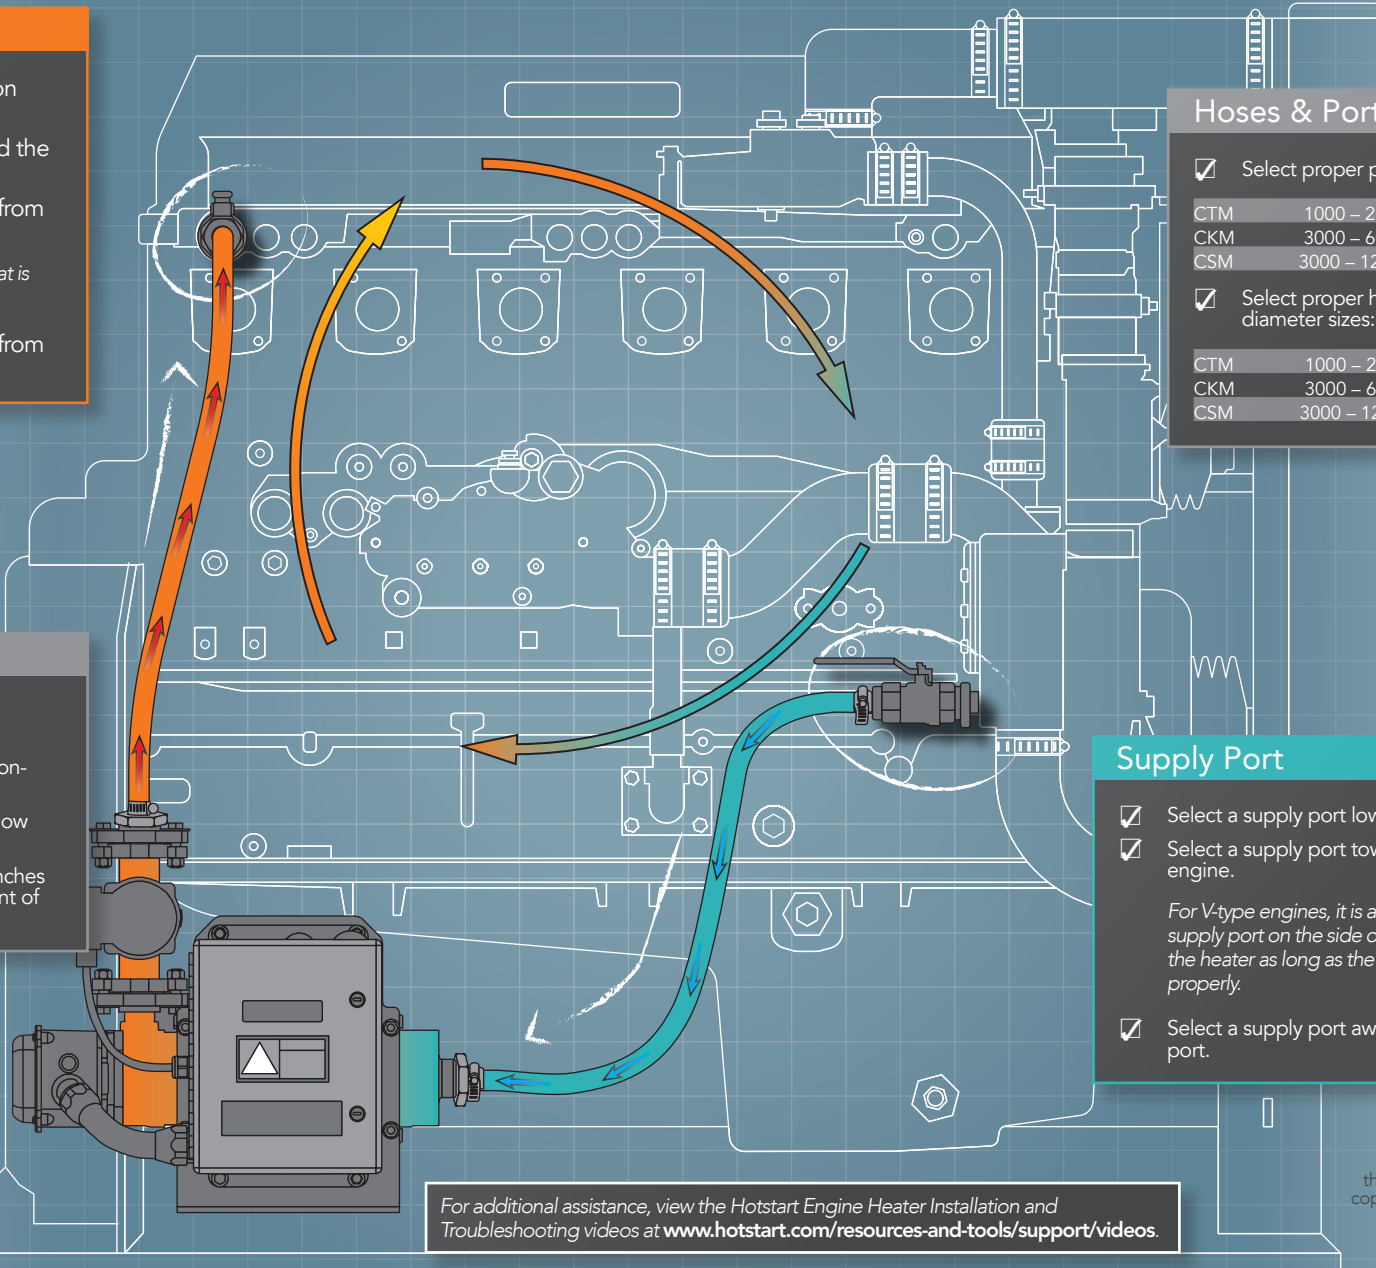 on
d the
from
at is
from
on-
ow
nches
nt of
Hoses & Port
Select proper p
CTM 1000 – 2
CKM 3000 – 6
CSM 3000 – 12
Select proper h
diameter sizes:
CTM 1000 – 2
CKM 3000 – 6
CSM 3000 – 12
Supply Port
Select a supply port low
Select a supply port tow
engine.
For V-type engines, it is a
supply port on the side o
the heater as long as the
properly.
Select a supply port aw
port.
For additional assistance, view the Hotstart Engine Heater Installation and
Troubleshooting videos at www.hotstart.com/resources-and-tools/support/videos.
th
cop